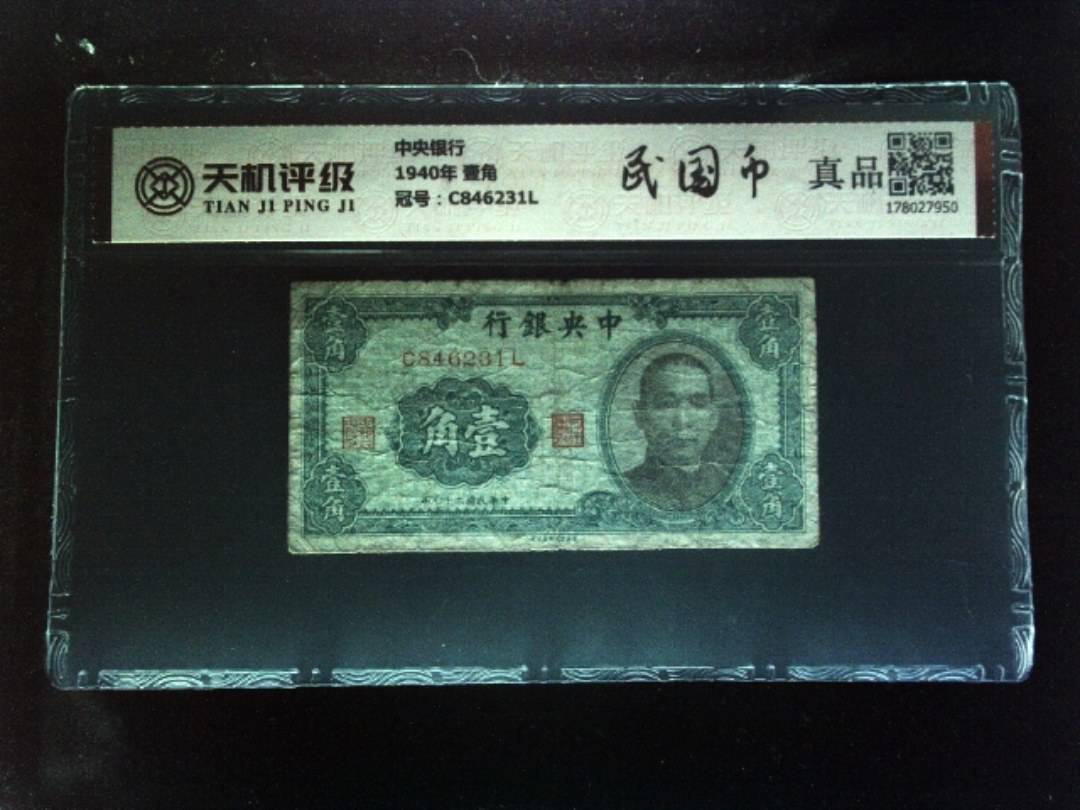 天机评级
TIAN JI PING JI
中央银行
1940年 壹角
冠号：C846231L
民国币
真品
178027950
壹角
壹角
行銀央中
C846231L
角壹
壹角
壹角